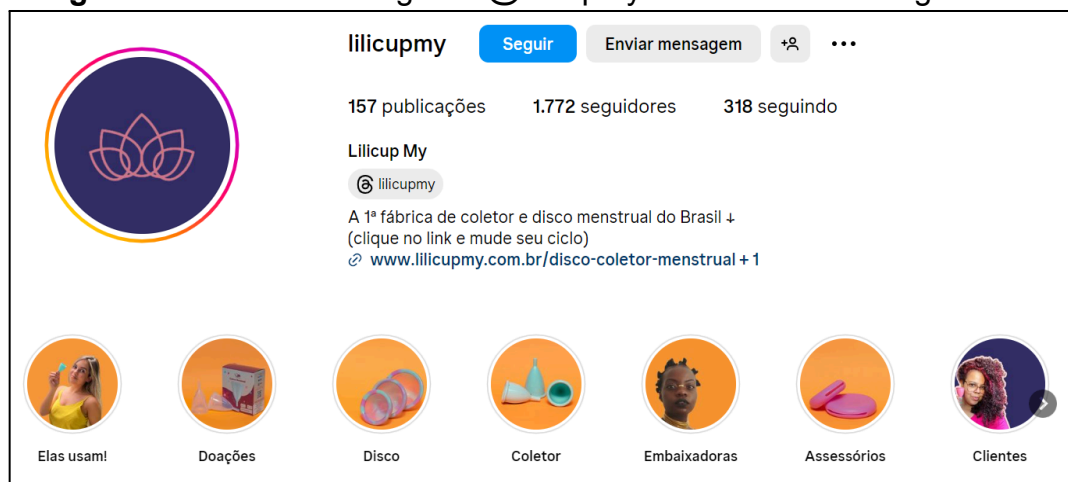 lilicupmy Seguir Enviar mensagem
157 publicações 1.772 seguidores 318 seguindo
Lilicup My
lilicupmy
A 1ª fábrica de coletor e disco menstrual do Brasil ↓
(clique no link e mude seu ciclo)
www.lilicupmy.com.br/disco-coletor-menstrual + 1
Elas usam! Doações Disco Coletor Embaixadoras Assessórios Clientes